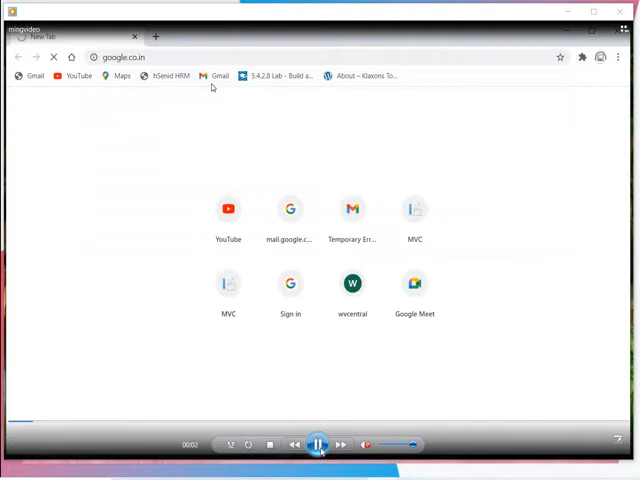 mingvideo
New Tab
google.co.in
Gmail YouTube Maps hSenid HRM Gmail 5.4.2.8 Lab - Build a... About – Klaxons To...
YouTube mail.google.c... Temporary Err... MVC
MVC Sign in wvcentral Google Meet
00:02